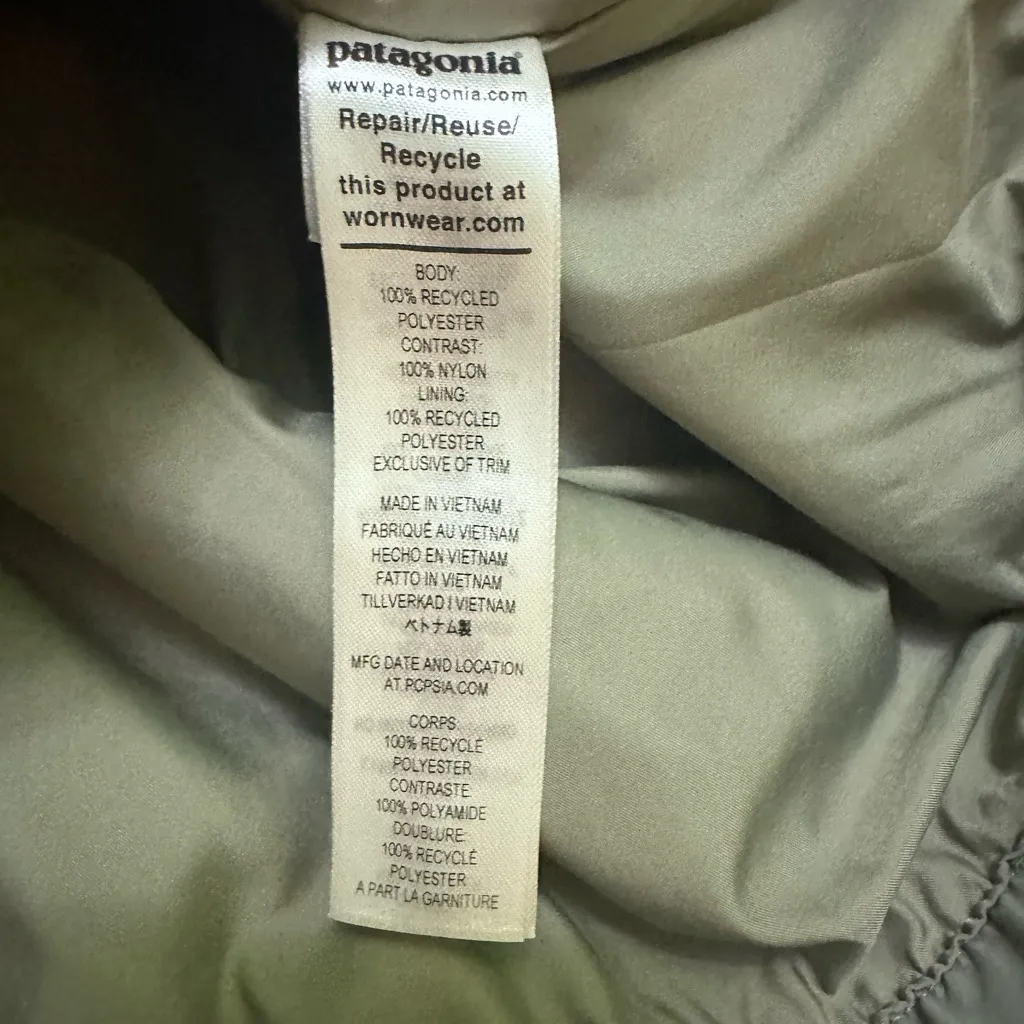 patagonia®
www.patagonia.com
Repair/Reuse/
Recycle
this product at
wornwear.com
BODY:
100% RECYCLED
POLYESTER
CONTRAST:
100% NYLON
LINING:
100% RECYCLED
POLYESTER
EXCLUSIVE OF TRIM
MADE IN VIETNAM
FABRIQUÉ AU VIETNAM
HECHO EN VIETNAM
FATTO IN VIETNAM
TILLVERKAD I VIETNAM
ベトナム製
MFG DATE AND LOCATION
AT PCPSIA.COM
CORPS:
100% RECYCLÉ
POLYESTER
CONTRASTE:
100% POLYAMIDE
DOUBLURE:
100% RECYCLÉ
POLYESTER
A PART LA GARNITURE